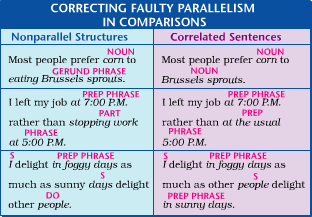 CORRECTING FAULTY PARALLELISM
IN COMPARISONS
Nonparallel Structures
NOUN
Most people prefer corn to
GERUND PHRASE
eating Brussels sprouts.
PREP PHRASE
I left my job at 7:00 P.M.
PART
rather than stopping work
PHRASE
at 5:00 P.M.
S PREP PHRASE
I delight in foggy days as
S
much as sunny days delight
DO
other people.
Correlated Sentences
NOUN
Most people prefer corn to
NOUN
Brussels sprouts.
PREP PHRASE
I left my job at 7:00 P.M.
PREP
rather than at the usual
PHRASE
5:00 P.M.
S PREP PHRASE
I delight in foggy days as
S
much as other people delight
PREP PHRASE
in sunny days.